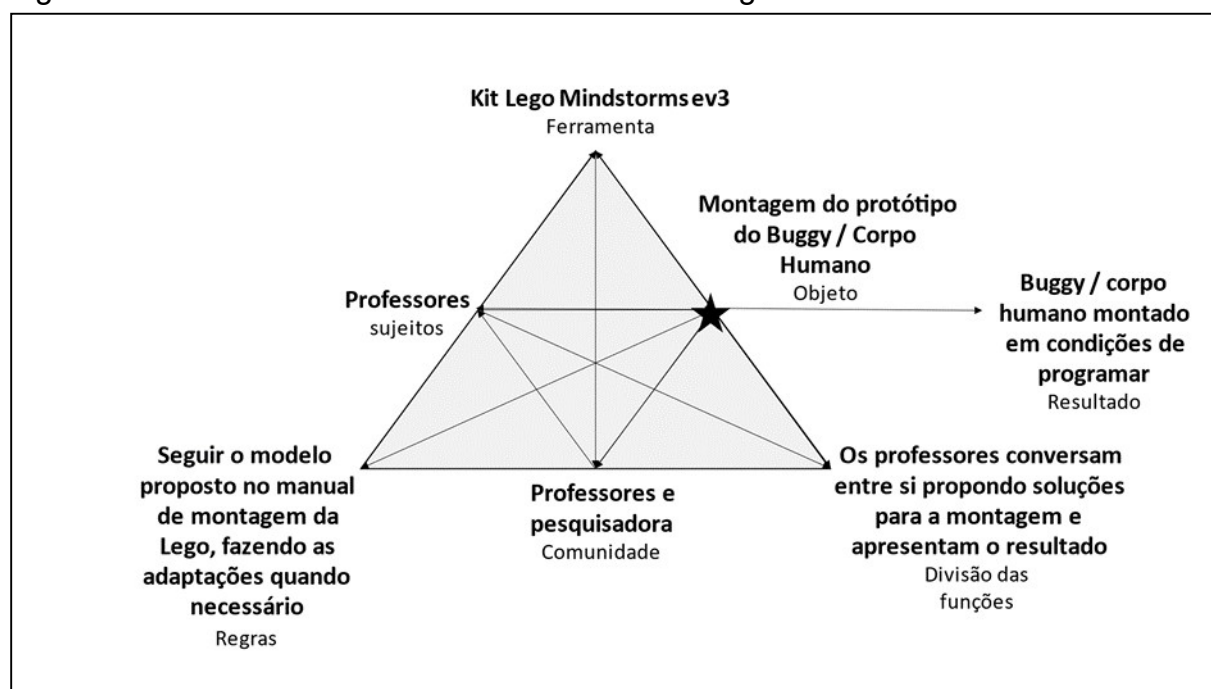 Kit Lego Mindstorms ev3
Ferramenta
Montagem do protótipo
do Buggy / Corpo
Humano
Objeto
Professores
sujeitos
Buggy / corpo
humano montado
em condições de
programar
Resultado
Seguir o modelo
proposto no manual
de montagem da
Lego, fazendo as
adaptações quando
necessário
Regras
Professores e
pesquisadora
Comunidade
Os professores conversam
entre si propondo soluções
para a montagem e
apresentam o resultado
Divisão das
funções